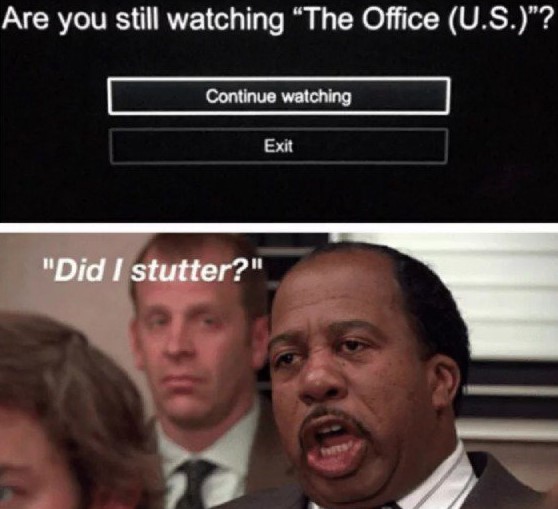 Are you still watching “The Office (U.S.)”?
Continue watching
Exit
"Did I stutter?"